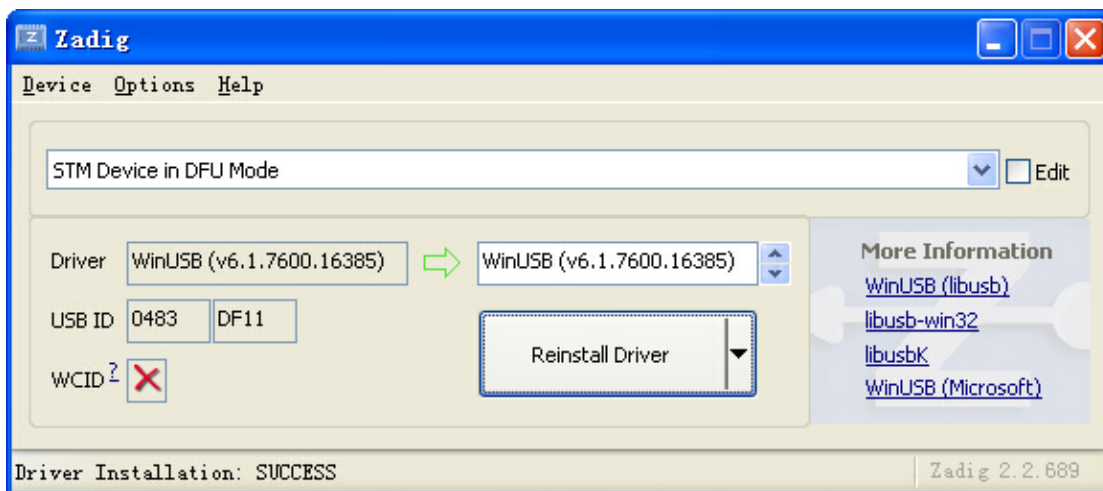 Zadig
Device Options Help
STM Device in DFU Mode
Edit
Driver WinUSB (v6.1.7600.16385) WinUSB (v6.1.7600.16385)
USB ID 0483 DF11
WCID ?
Reinstall Driver
More Information
WinUSB (libusb)
libusb-win32
libusbK
WinUSB (Microsoft)
Driver Installation: SUCCESS
Zadig 2.2.689